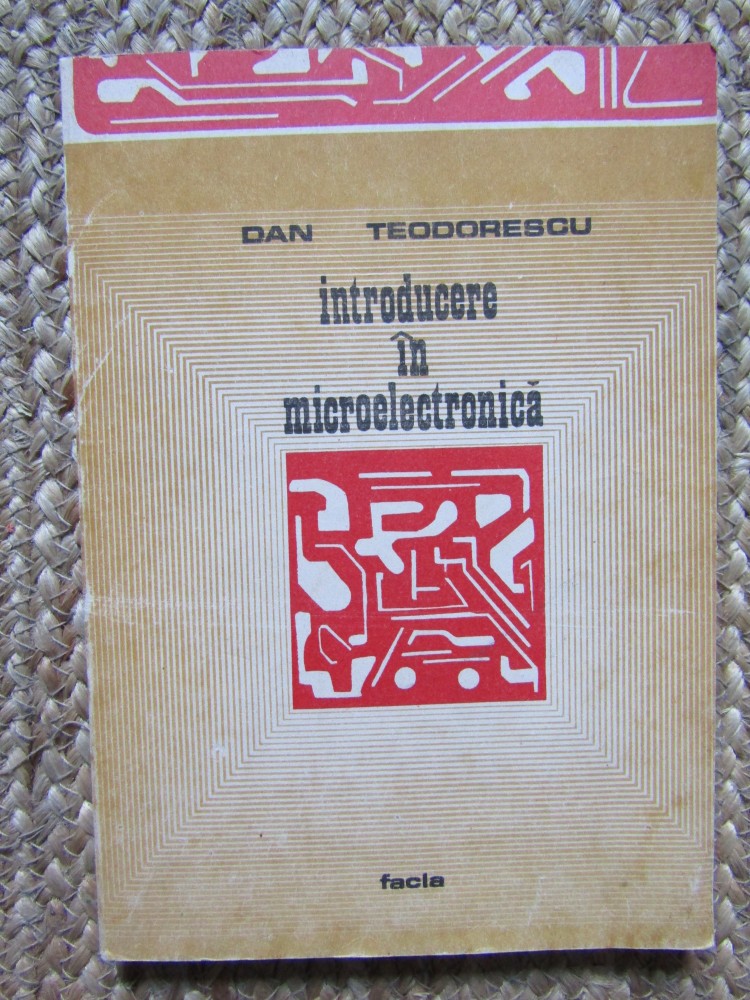 DAN TEODORESCU
introducere
în
microelectronică
facla